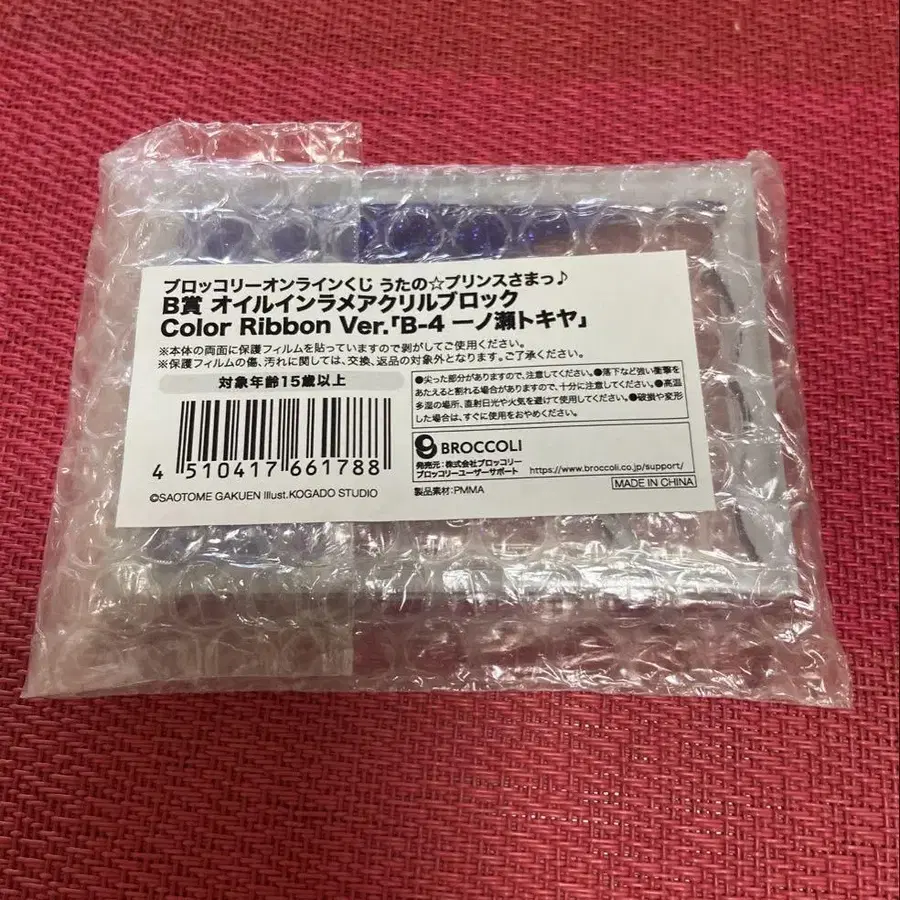 ブロッコリーオンラインくじ うたの☆プリンスさまっ♪
B賞 オイルインラメアクリルブロック
Color Ribbon Ver.「B-4 一ノ瀬トキヤ」
※本体の両面に保護フィルムを貼っていますので剥がしてご使用ください。
※保護フィルムの傷、汚れに関しては、交換、返品の対象外となります。ご了承ください。
対象年齢15歳以上
4 510417 661788
©SAOTOME GAKUEN Illust.KOGADO STUDIO
●尖った部分がありますので、注意してください。●落下など強い衝撃を
あたえると割れる場合がありますので、十分に注意してください。●高温
多湿の場所、直射日光や火気を避けて使用してください。●破損や変形
した場合は、すぐに使用をおやめください。
BROCCOLI
発売元：株式会社ブロッコリー
ブロッコリーユーザーサポート https://www.broccoli.co.jp/support/
製品素材：PMMA
MADE IN CHINA